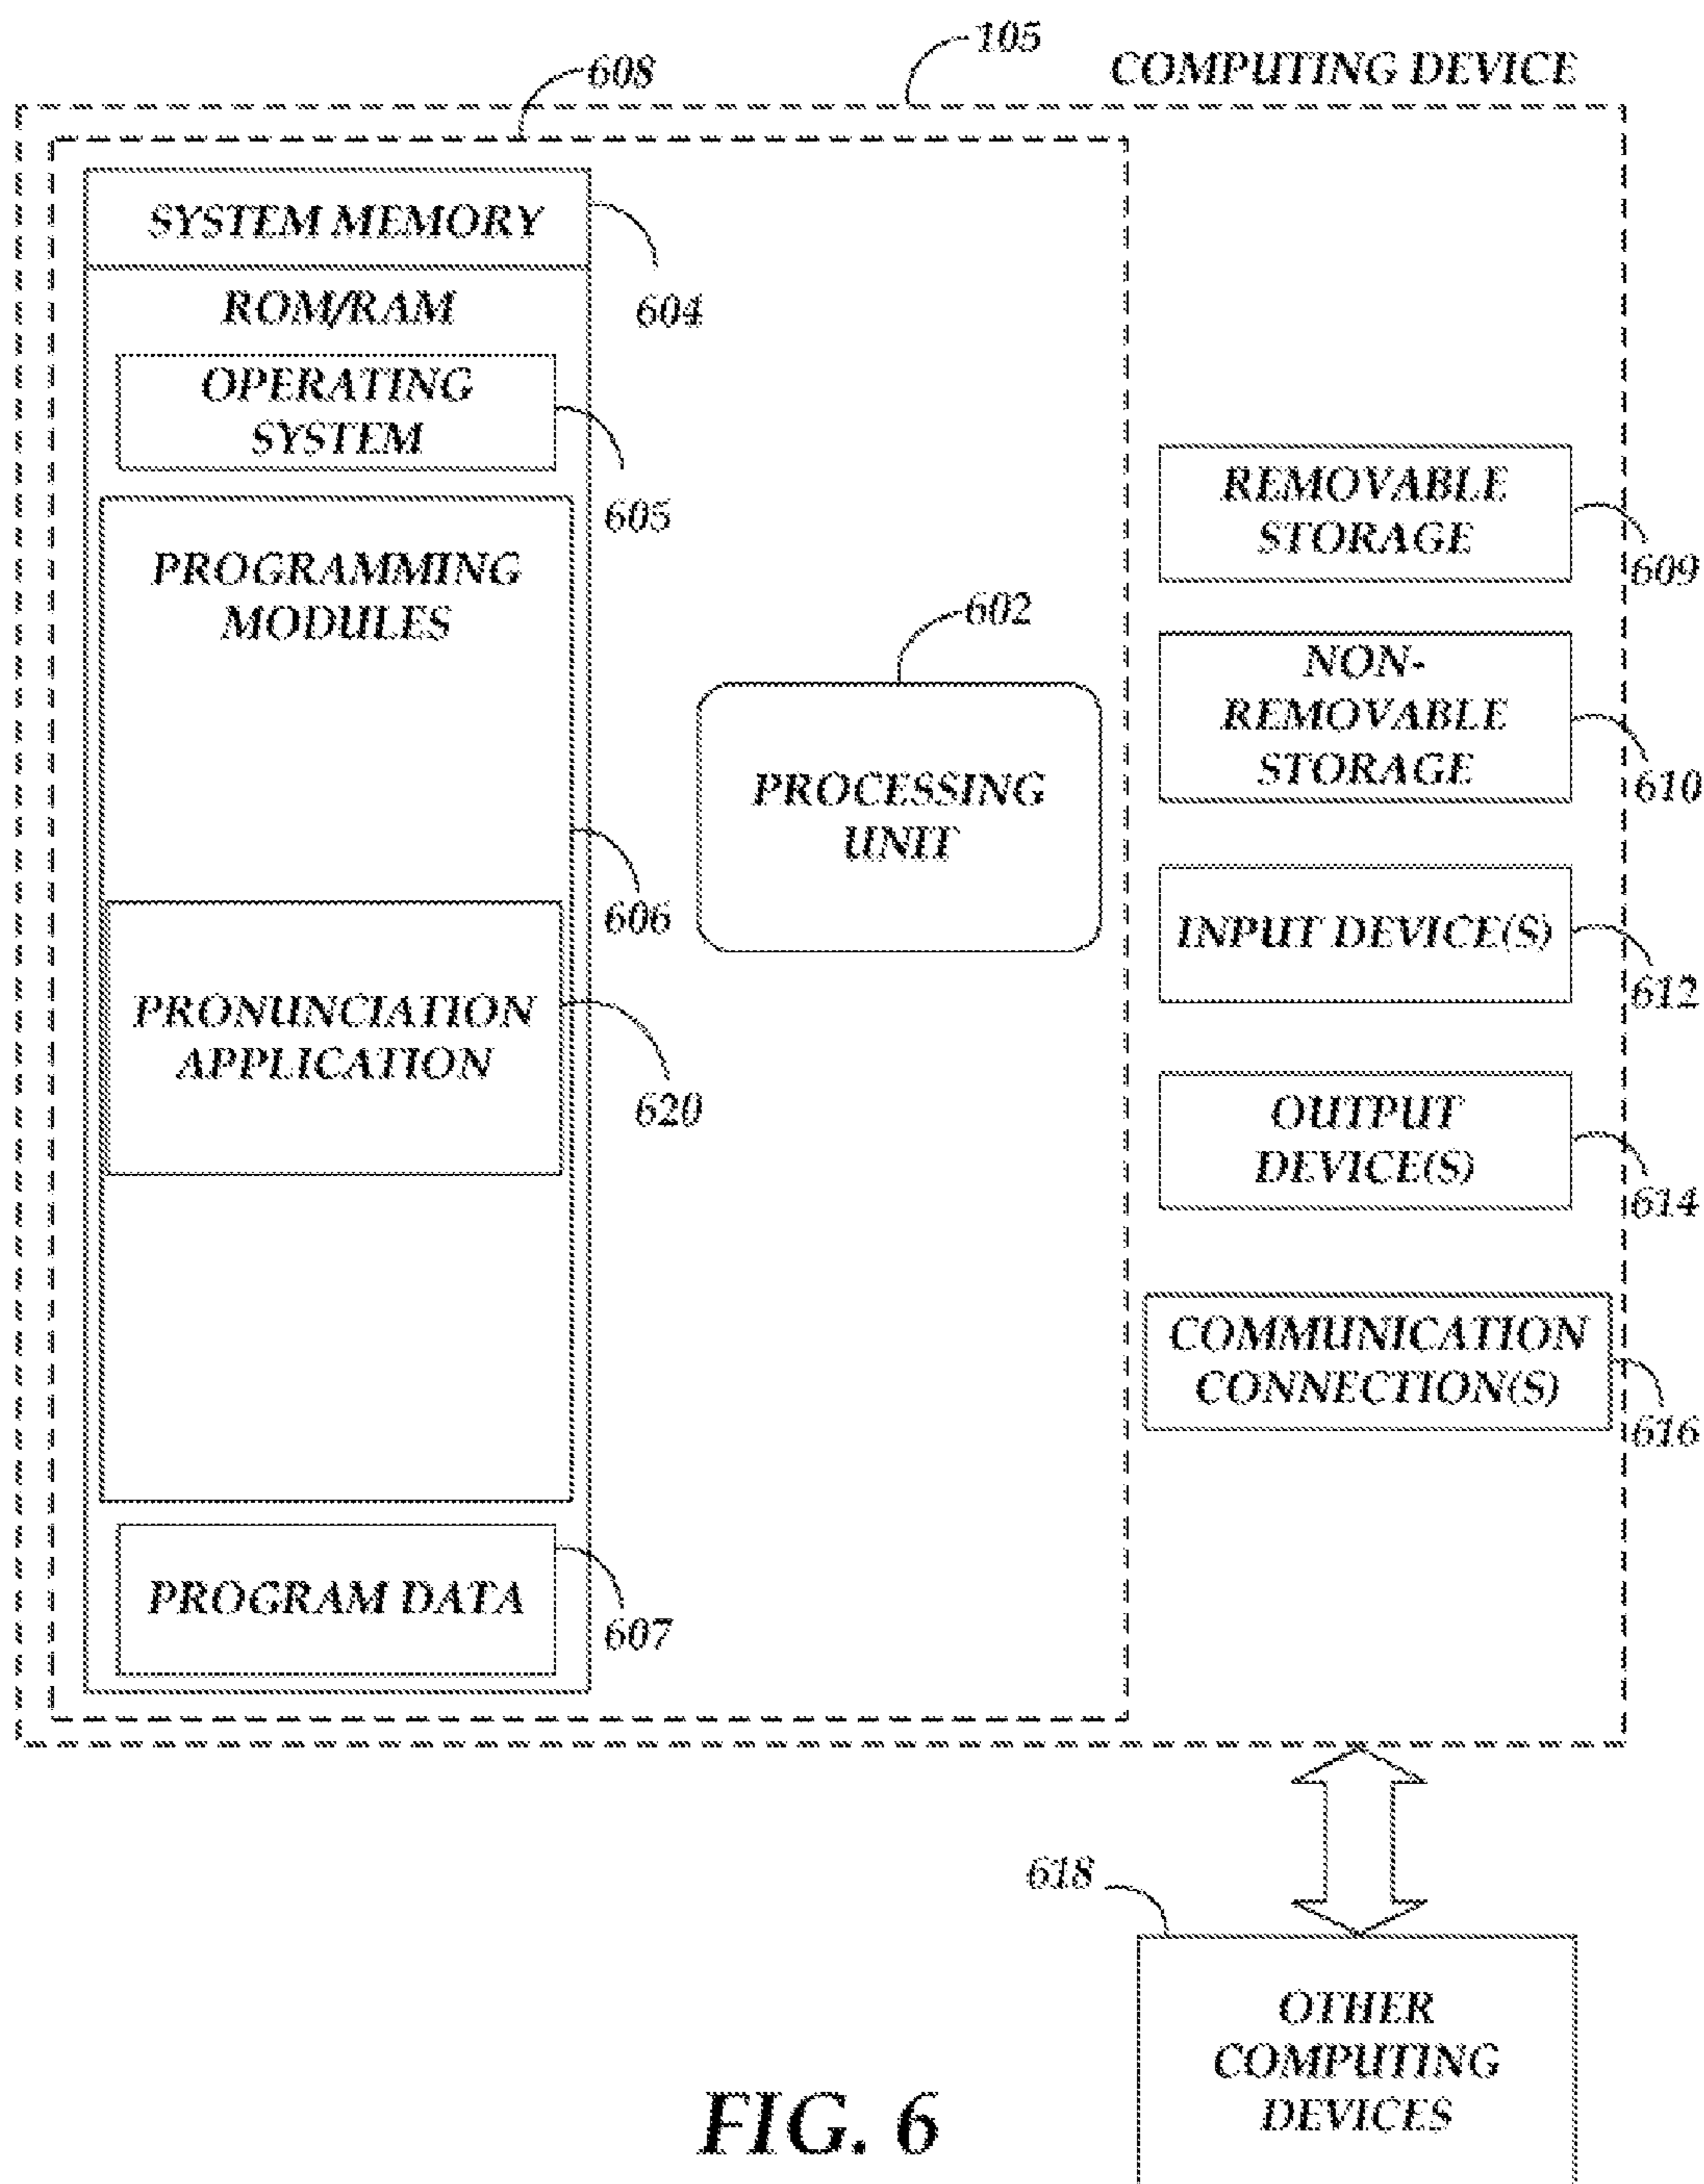 105
COMPUTING DEVICE
608
SYSTEM MEMORY
604
ROM/RAM
OPERATING
SYSTEM
605
PROGRAMMING
MODULES
606
PRONUNCIATION
APPLICATION
620
PROGRAM DATA
607
602
PROCESSING
UNIT
REMOVABLE
STORAGE
609
NON-
REMOVABLE
STORAGE
610
INPUT DEVICE(S)
612
OUTPUT
DEVICE(S)
614
COMMUNICATION
CONNECTION(S)
616
618
OTHER
COMPUTING
DEVICES
FIG. 6